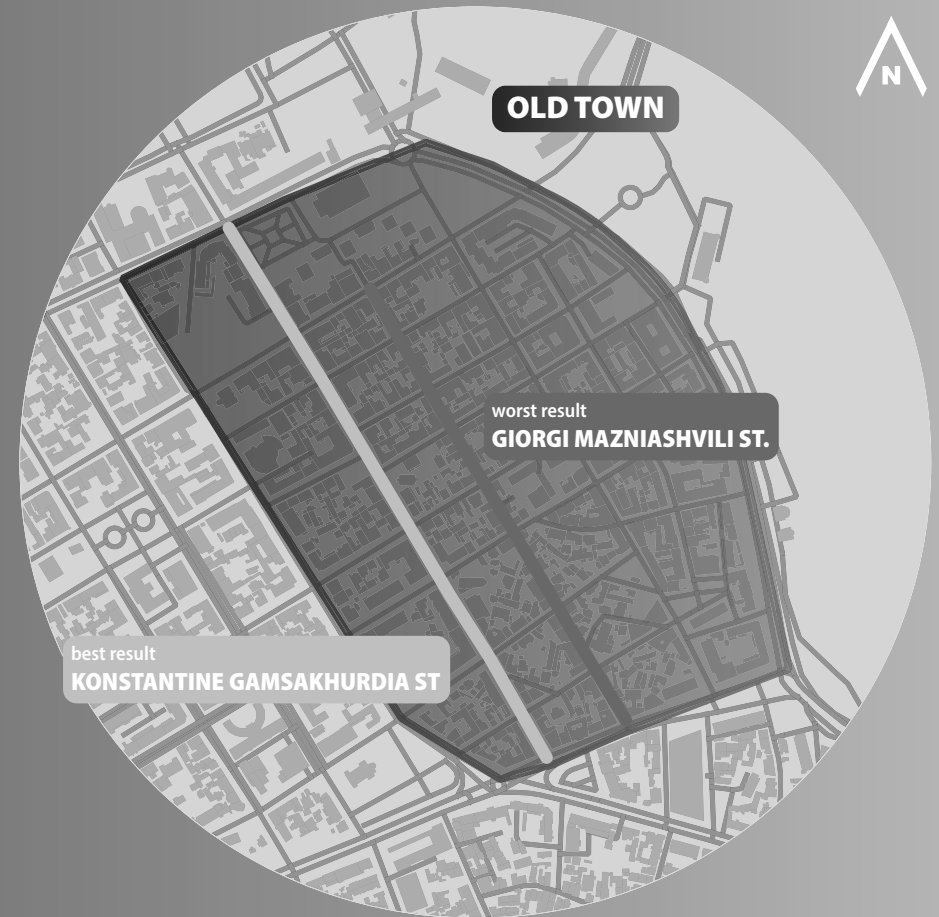 N
OLD TOWN
worst result
GIORGI MAZNIASHVILI ST.
best result
KONSTANTINE GAMSAKHURDIA ST